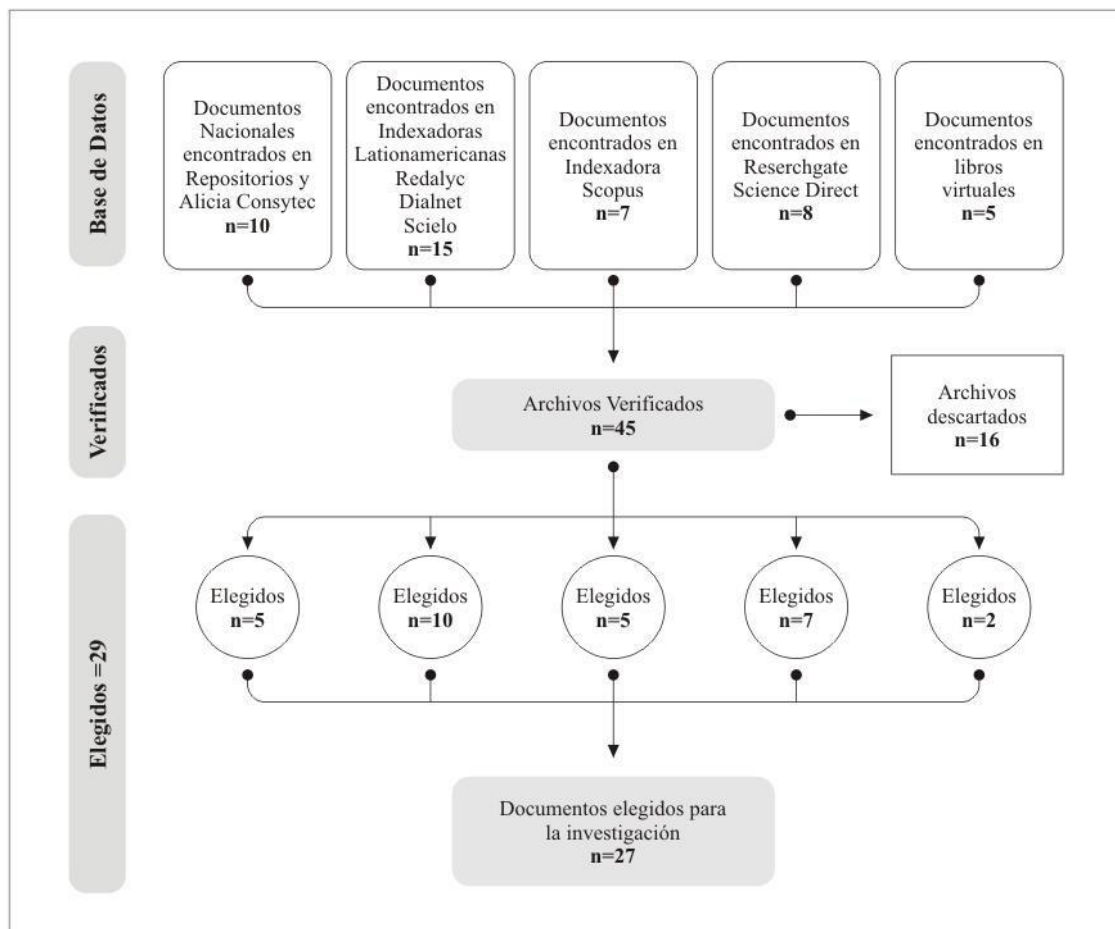 Base de Datos
Documentos
Nacionales
encontrados en
Repositorios y
Alicia Consytec
n=10
Documentos
encontrados en
Indexadoras
Lationamericanas
Redalyc
Dialnet
Scielo
n=15
Documentos
encontrados en
Indexadora
Scopus
n=7
Documentos
encontrados en
Reserchgate
Science Direct
n=8
Documentos
encontrados en
libros
virtuales
n=5
Verificados
Archivos Verificados
n=45
Archivos
descartados
n=16
Elegidos =29
Elegidos
n=5
Elegidos
n=10
Elegidos
n=5
Elegidos
n=7
Elegidos
n=2
Documentos elegidos para
la investigación
n=27